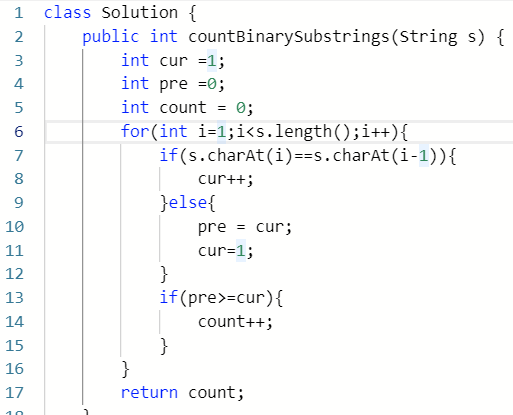 1 class Solution {
2 public int countBinarySubstrings(String s) {
3 int cur =1;
4 int pre =0;
5 int count = 0;
6 for(int i=1;i<s.length();i++){
7 if(s.charAt(i)==s.charAt(i-1)){
8 cur++;
9 }else{
10 pre = cur;
11 cur=1;
12 }
13 if(pre>=cur){
14 count++;
15 }
16 }
17 return count;
18 }